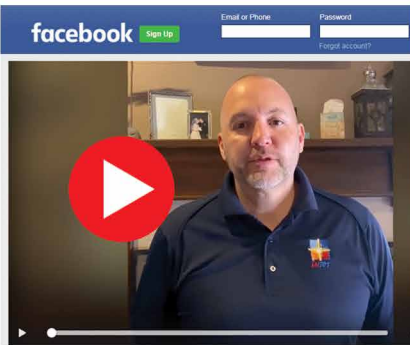 Email or Phone
Password
facebook
Sign Up
Forgot account?